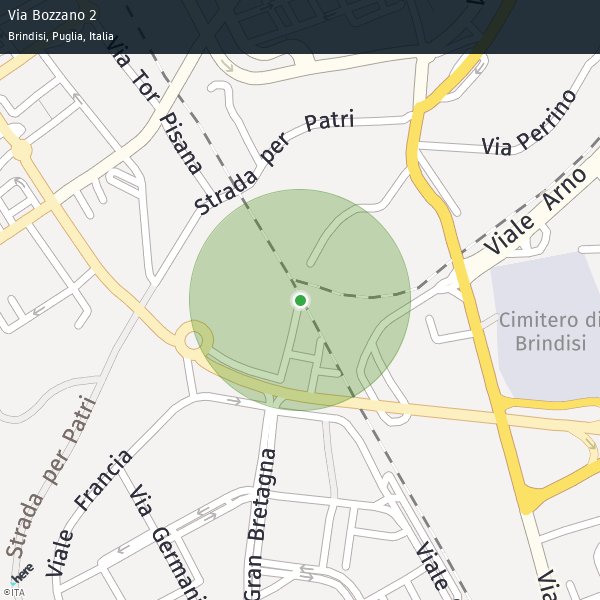 Via Bozzano 2
Brindisi, Puglia, Italia
Via Tor Pisana
Strada per Patri
Via Perrino
Viale Arno
Cimitero di
Brindisi
Strada per Patri
Viale Francia
Via Germani
Gran Bretagna
Viale
Via
here
©ITA